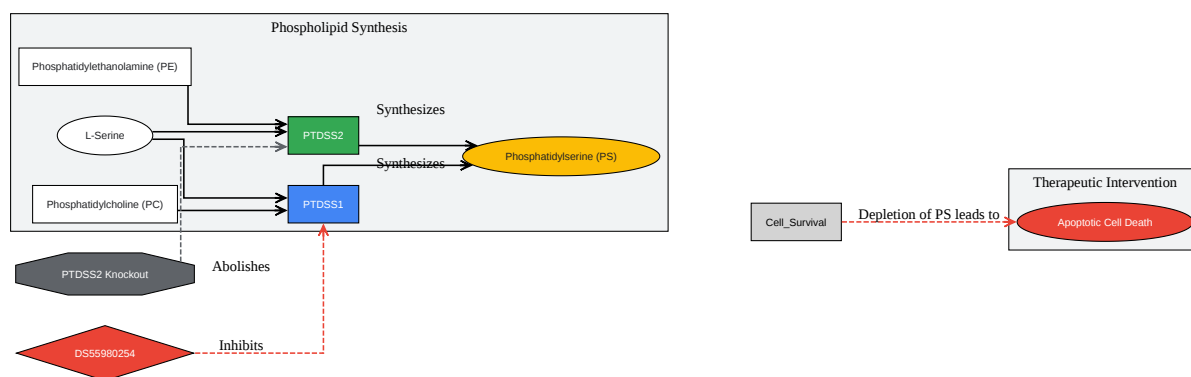 Phospholipid Synthesis
Phosphatidylethanolamine (PE)
Synthesizes
L-Serine
PTDSS2
Phosphatidylserine (PS)
Synthesizes
Phosphatidylcholine (PC)
PTDSS1
PTDSS2 Knockout
Abolishes
DS55980254
Inhibits
Therapeutic Intervention
Cell_Survival
Depletion of PS leads to
Apoptotic Cell Death